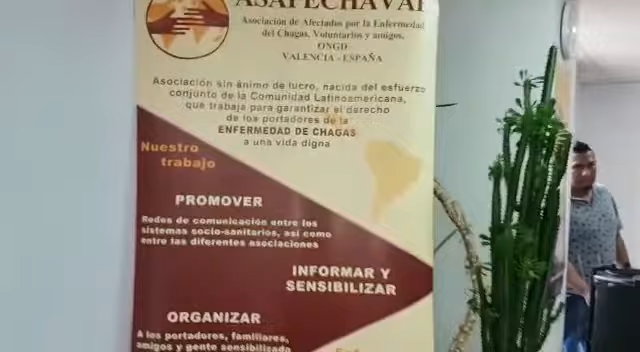 ASAPECHAVAE
Asociación de Afectados por la Enfermedad
del Chagas, Voluntarios y amigos.
ONGD
VALENCIA - ESPAÑA
Asociación sin ánimo de lucro, nacida del esfuerzo
conjunto de la Comunidad Latinoamericana,
que trabaja para garantizar el derecho
de los portadores de la
ENFERMEDAD DE CHAGAS
a una vida digna
Nuestro
trabajo
PROMOVER
Redes de comunicación entre los
sistemas socio-sanitarios, así como
entre las diferentes asociaciones
INFORMAR Y
SENSIBILIZAR
ORGANIZAR
A los portadores, familiares,
amigos y gente sensibilizada